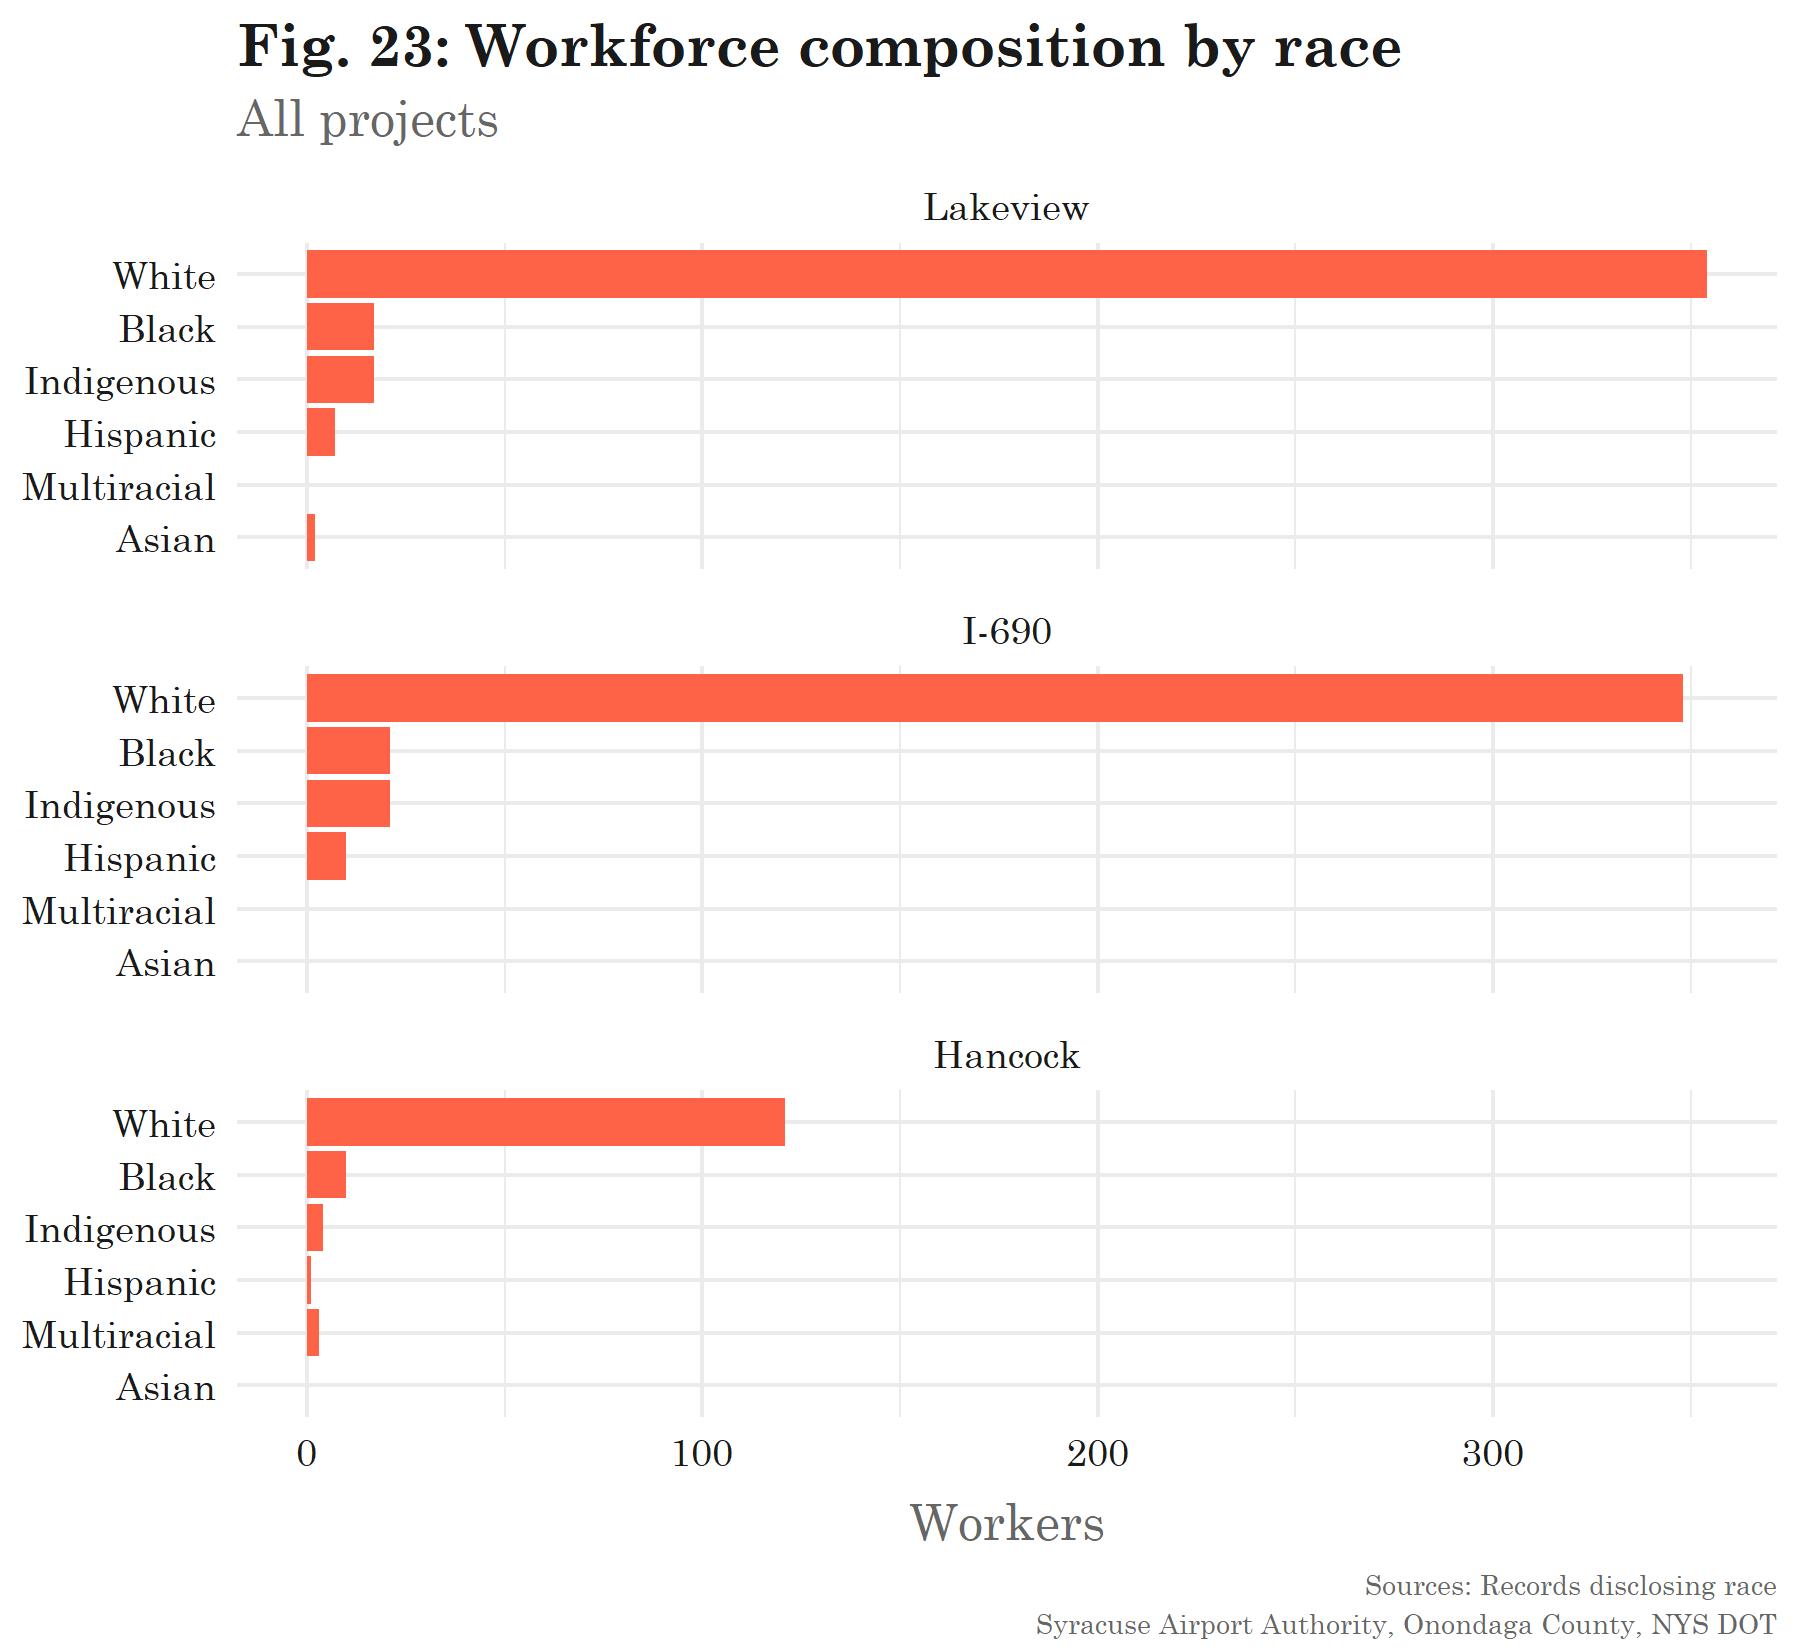 Fig. 23: Workforce composition by race
All projects
Lakeview
White
Black
Indigenous
Hispanic
Multiracial
Asian
I-690
White
Black
Indigenous
Hispanic
Multiracial
Asian
Hancock
White
Black
Indigenous
Hispanic
Multiracial
Asian
0 100 200 300
Workers
Sources: Records disclosing race
Syracuse Airport Authority, Onondaga County, NYS DOT